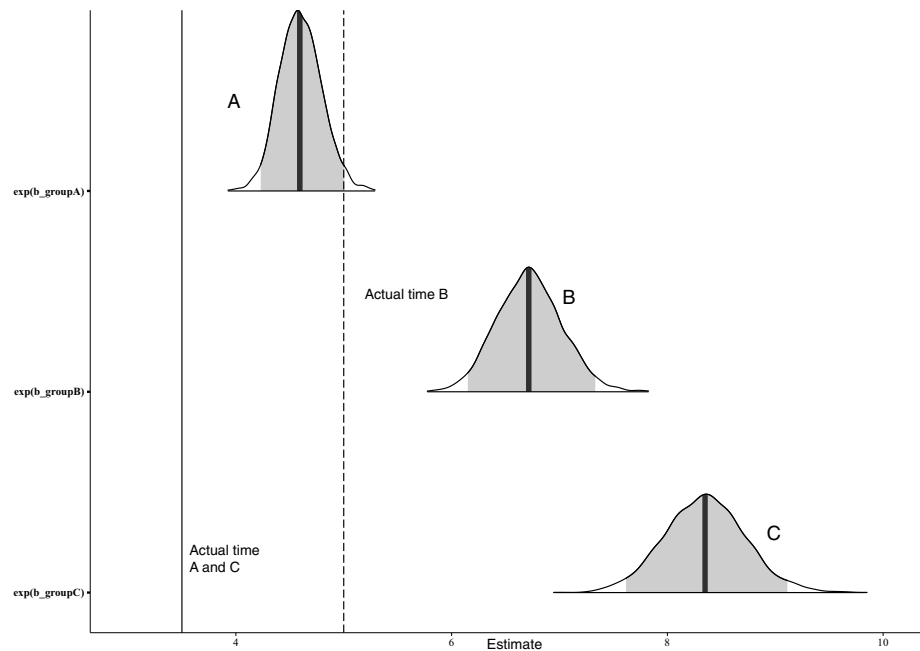 A
exp(b_groupA)
Actual time B
B
exp(b_groupB)
C
Actual time
A and C
exp(b_groupC)
4
6
8
10
Estimate